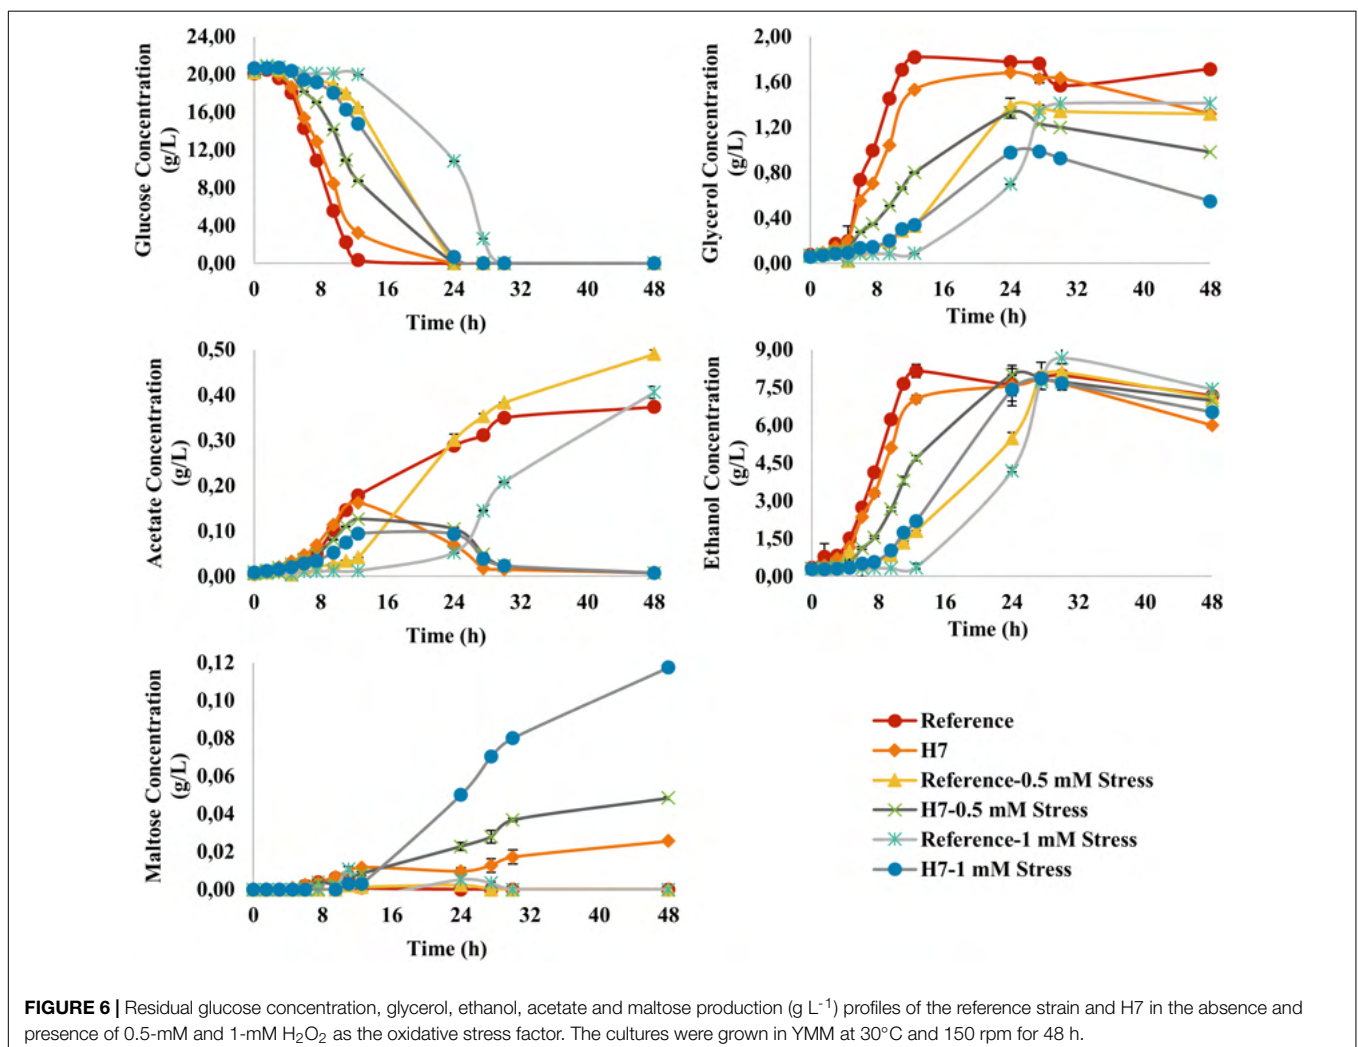 Glucose Concentration
(g/L)
24,00
20,00
16,00
12,00
8,00
4,00
0,00
0 8 16 24 32 40 48
Time (h)
Glycerol Concentration
(g/L)
2,00
1,60
1,20
0,80
0,40
0,00
0 8 16 24 32 40 48
Time (h)
Acetate Concentration
(g/L)
0,50
0,40
0,30
0,20
0,10
0,00
0 8 16 24 32 40 48
Time (h)
Ethanol Concentration
(g/L)
9,00
7,50
6,00
4,50
3,00
1,50
0,00
0 8 16 24 32 40 48
Time (h)
Maltose Concentration
(g/L)
0,12
0,10
0,08
0,06
0,04
0,02
0,00
0 8 16 24 32 40 48
Time (h)
Reference
H7
Reference-0.5 mM Stress
H7-0.5 mM Stress
Reference-1 mM Stress
H7-1 mM Stress
FIGURE 6 | Residual glucose concentration, glycerol, ethanol, acetate and maltose production (g L⁻¹) profiles of the reference strain and H7 in the absence and
presence of 0.5-mM and 1-mM H₂O₂ as the oxidative stress factor. The cultures were grown in YMM at 30°C and 150 rpm for 48 h.